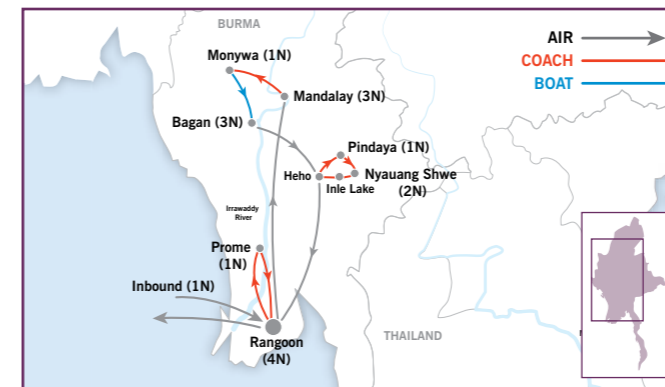 BURMA
Monywa (1N)
Mandalay (3N)
Bagan (3N)
Pindaya (1N)
Heho
Nyauang Shwe
(2N)
Inle Lake
Irrawaddy
River
Prome
(1N)
Inbound (1N)
Rangoon
(4N)
THAILAND
AIR
COACH
BOAT